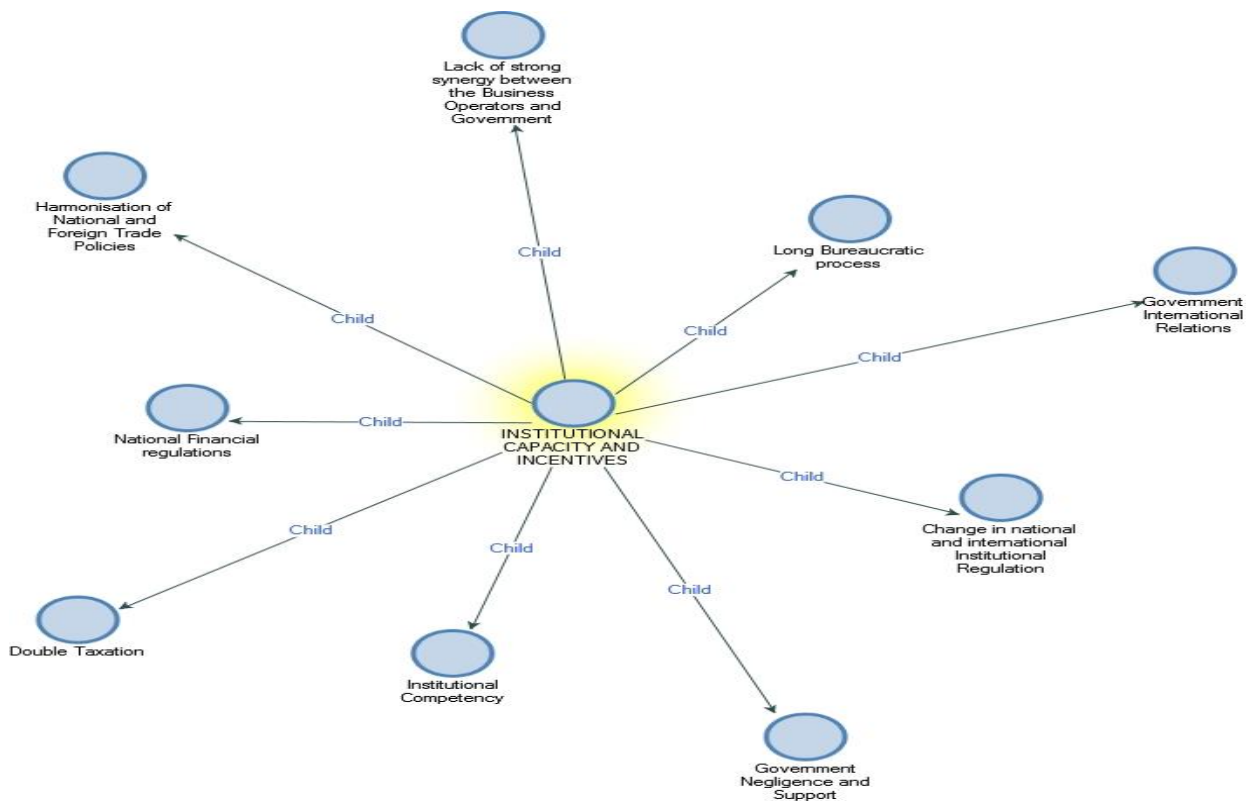 Lack of strong
synergy between
the Business
Operators and
Government
Harmonisation of
National and
Foreign Trade
Policies
Long Bureaucratic
process
Government
International
Relations
Child
Child
Child
Child
Child
National Financial
regulations
INSTITUTIONAL
CAPACITY AND
INCENTIVES
Child
Child
Child
Child
Change in national
and international
Institutional
Regulation
Double Taxation
Institutional
Competency
Government
Negligence and
Support